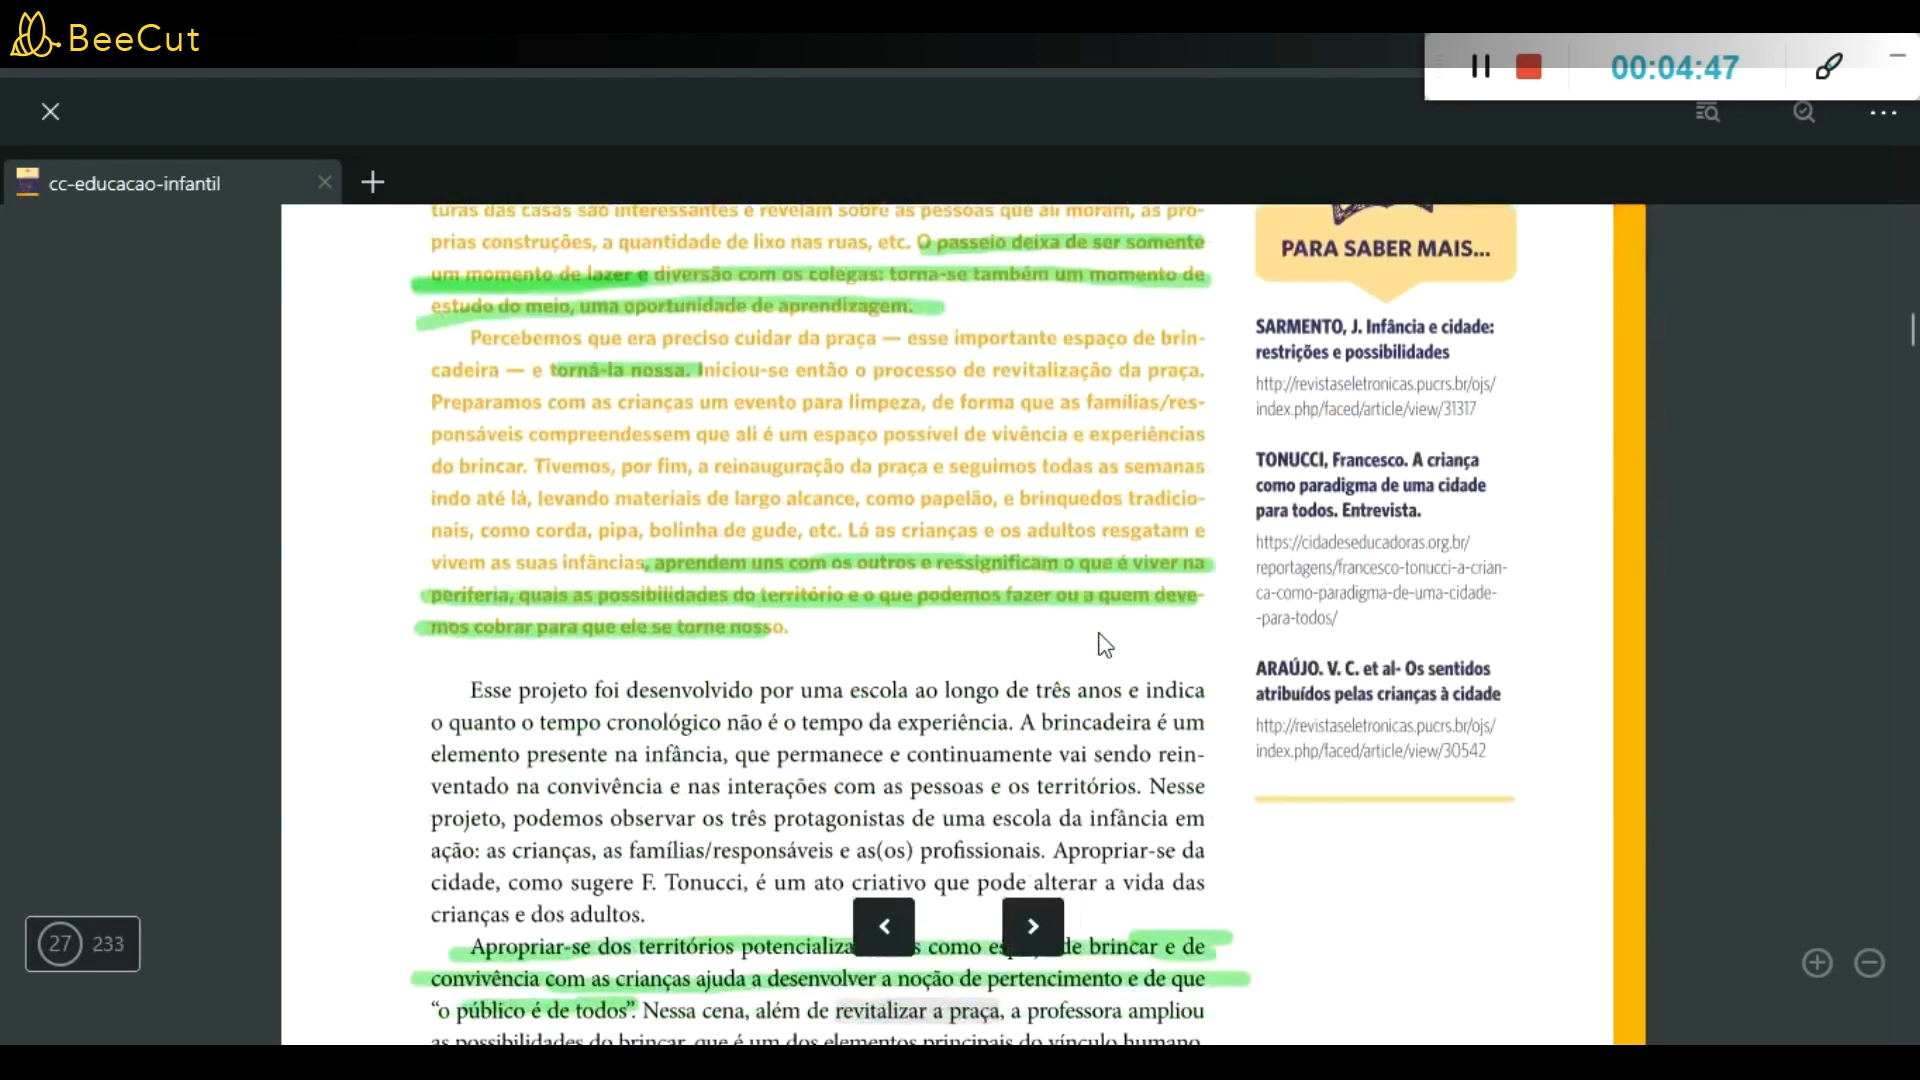 BeeCut
00:04:47
cc-educacao-infantil
turas das casas são interessantes e revelam sobre as pessoas que ali moram, as pró-
prias construções, a quantidade de lixo nas ruas, etc. O passeio deixa de ser somente
um momento de lazer e diversão com os colegas: torna-se também um momento de
estudo do meio, uma oportunidade de aprendizagem.
Percebemos que era preciso cuidar da praça — esse importante espaço de brin-
cadeira — e torná-la nossa. Iniciou-se então o processo de revitalização da praça.
Preparamos com as crianças um evento para limpeza, de forma que as famílias/res-
ponsáveis compreendessem que ali é um espaço possível de vivência e experiências
do brincar. Tivemos, por fim, a reinauguração da praça e seguimos todas as semanas
indo até lá, levando materiais de largo alcance, como papelão, e brinquedos tradicio-
nais, como corda, pipa, bolinha de gude, etc. Lá as crianças e os adultos resgatam e
vivem as suas infâncias, aprendem uns com os outros e ressignificam o que é viver na
periferia, quais as possibilidades do território e o que podemos fazer ou a quem deve-
mos cobrar para que ele se torne nosso.
Esse projeto foi desenvolvido por uma escola ao longo de três anos e indica
o quanto o tempo cronológico não é o tempo da experiência. A brincadeira é um
elemento presente na infância, que permanece e continuamente vai sendo rein-
ventado na convivência e nas interações com as pessoas e os territórios. Nesse
projeto, podemos observar os três protagonistas de uma escola da infância em
ação: as crianças, as famílias/responsáveis e as(os) profissionais. Apropriar-se da
cidade, como sugere F. Tonucci, é um ato criativo que pode alterar a vida das
crianças e dos adultos.
Apropriar-se dos territórios como de brincar e de
convivência com as crianças ajuda a desenvolver a noção de pertencimento e de que
“o público é de todos”. Nessa cena, além de revitalizar a praça, a professora ampliou
as possibilidades do brincar, que é um dos elementos principais do vínculo humano.
PARA SABER MAIS...
SARMENTO, J. Infância e cidade:
restrições e possibilidades
http://revistaseletronicas.pucrs.br/ojs/
index.php/faced/article/view/31317
TONUCCI, Francesco. A criança
como paradigma de uma cidade
para todos. Entrevista.
https://cidadeseducadoras.org.br/
reportagens/francesco-tonucci-a-crian-
ca-como-paradigma-de-uma-cidade-
-para-todos/
ARAÚJO. V. C. et al- Os sentidos
atribuídos pelas crianças à cidade
http://revistaseletronicas.pucrs.br/ojs/
index.php/faced/article/view/30542
27 233